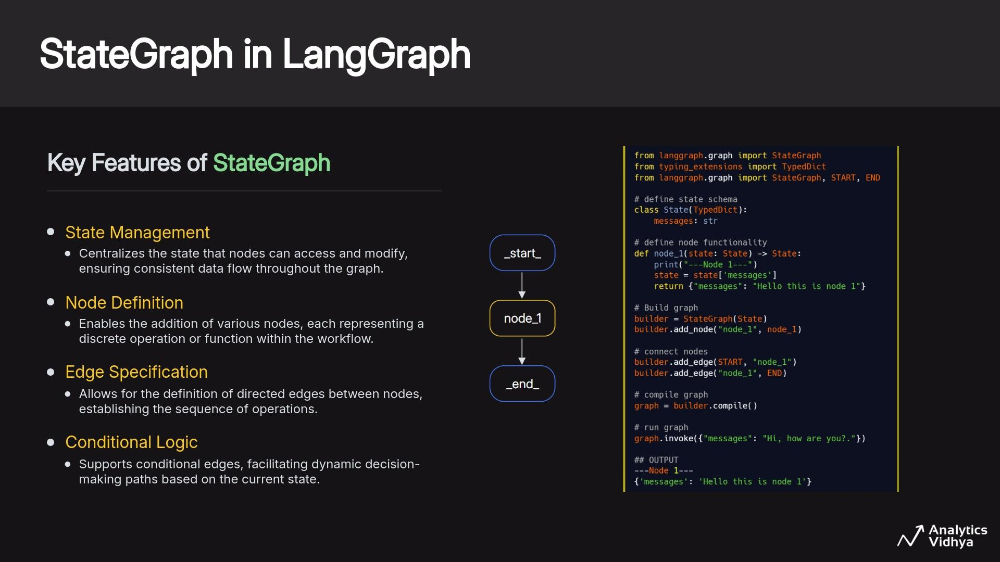 StateGraph in LangGraph
Key Features of StateGraph
State Management
Centralizes the state that nodes can access and modify,
ensuring consistent data flow throughout the graph.
Node Definition
Enables the addition of various nodes, each representing a
discrete operation or function within the workflow.
Edge Specification
Allows for the definition of directed edges between nodes,
establishing the sequence of operations.
Conditional Logic
Supports conditional edges, facilitating dynamic decision-
making paths based on the current state.
_start_
node_1
_end_
from langgraph.graph import StateGraph
from typing_extensions import TypedDict
from langgraph.graph import StateGraph, START, END
# define state schema
class State(TypedDict):
    messages: str
# define node functionality
def node_1(state: State) -> State:
    print("---Node 1---")
    state = state['messages']
    return {"messages": "Hello this is node 1"}
# Build graph
builder = StateGraph(State)
builder.add_node("node_1", node_1)
# connect nodes
builder.add_edge(START, "node_1")
builder.add_edge("node_1", END)
# compile graph
graph = builder.compile()
# run graph
graph.invoke({"messages": "Hi, how are you?."})
## OUTPUT
---Node 1---
{'messages': 'Hello this is node 1'}
Analytics
Vidhya